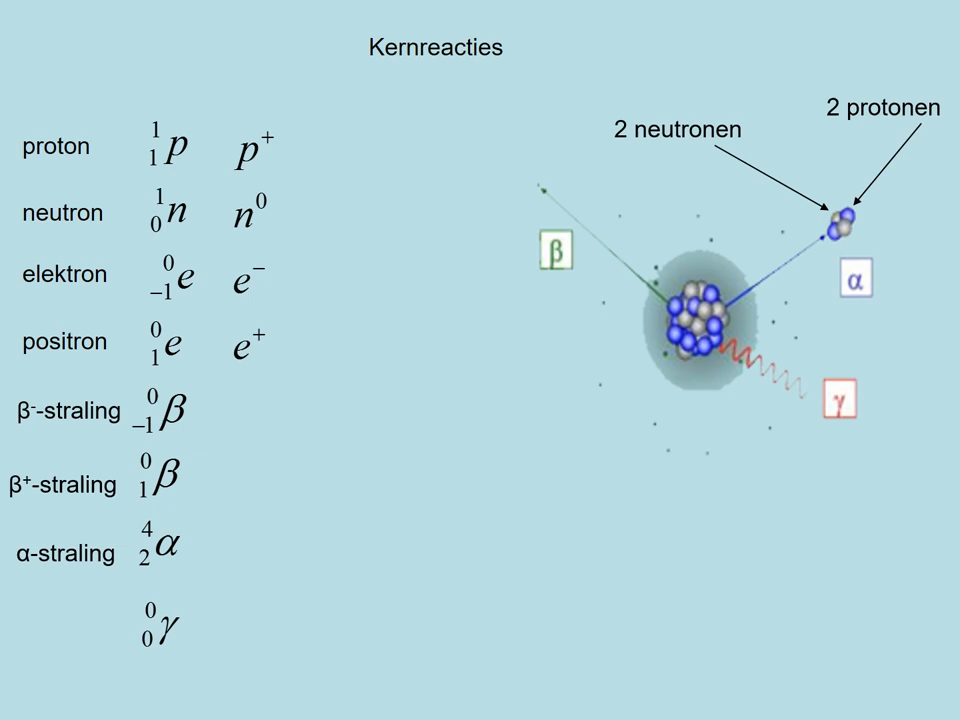 Kernreacties
2 protonen
2 neutronen
proton ¹₁p p⁺
neutron ¹₀n n⁰
elektron ⁰₋₁e e⁻
positron ⁰₁e e⁺
β⁻-straling ⁰₋₁β
β⁺-straling ⁰₁β
α-straling ⁴₂α
⁰₀γ
β
α
γ